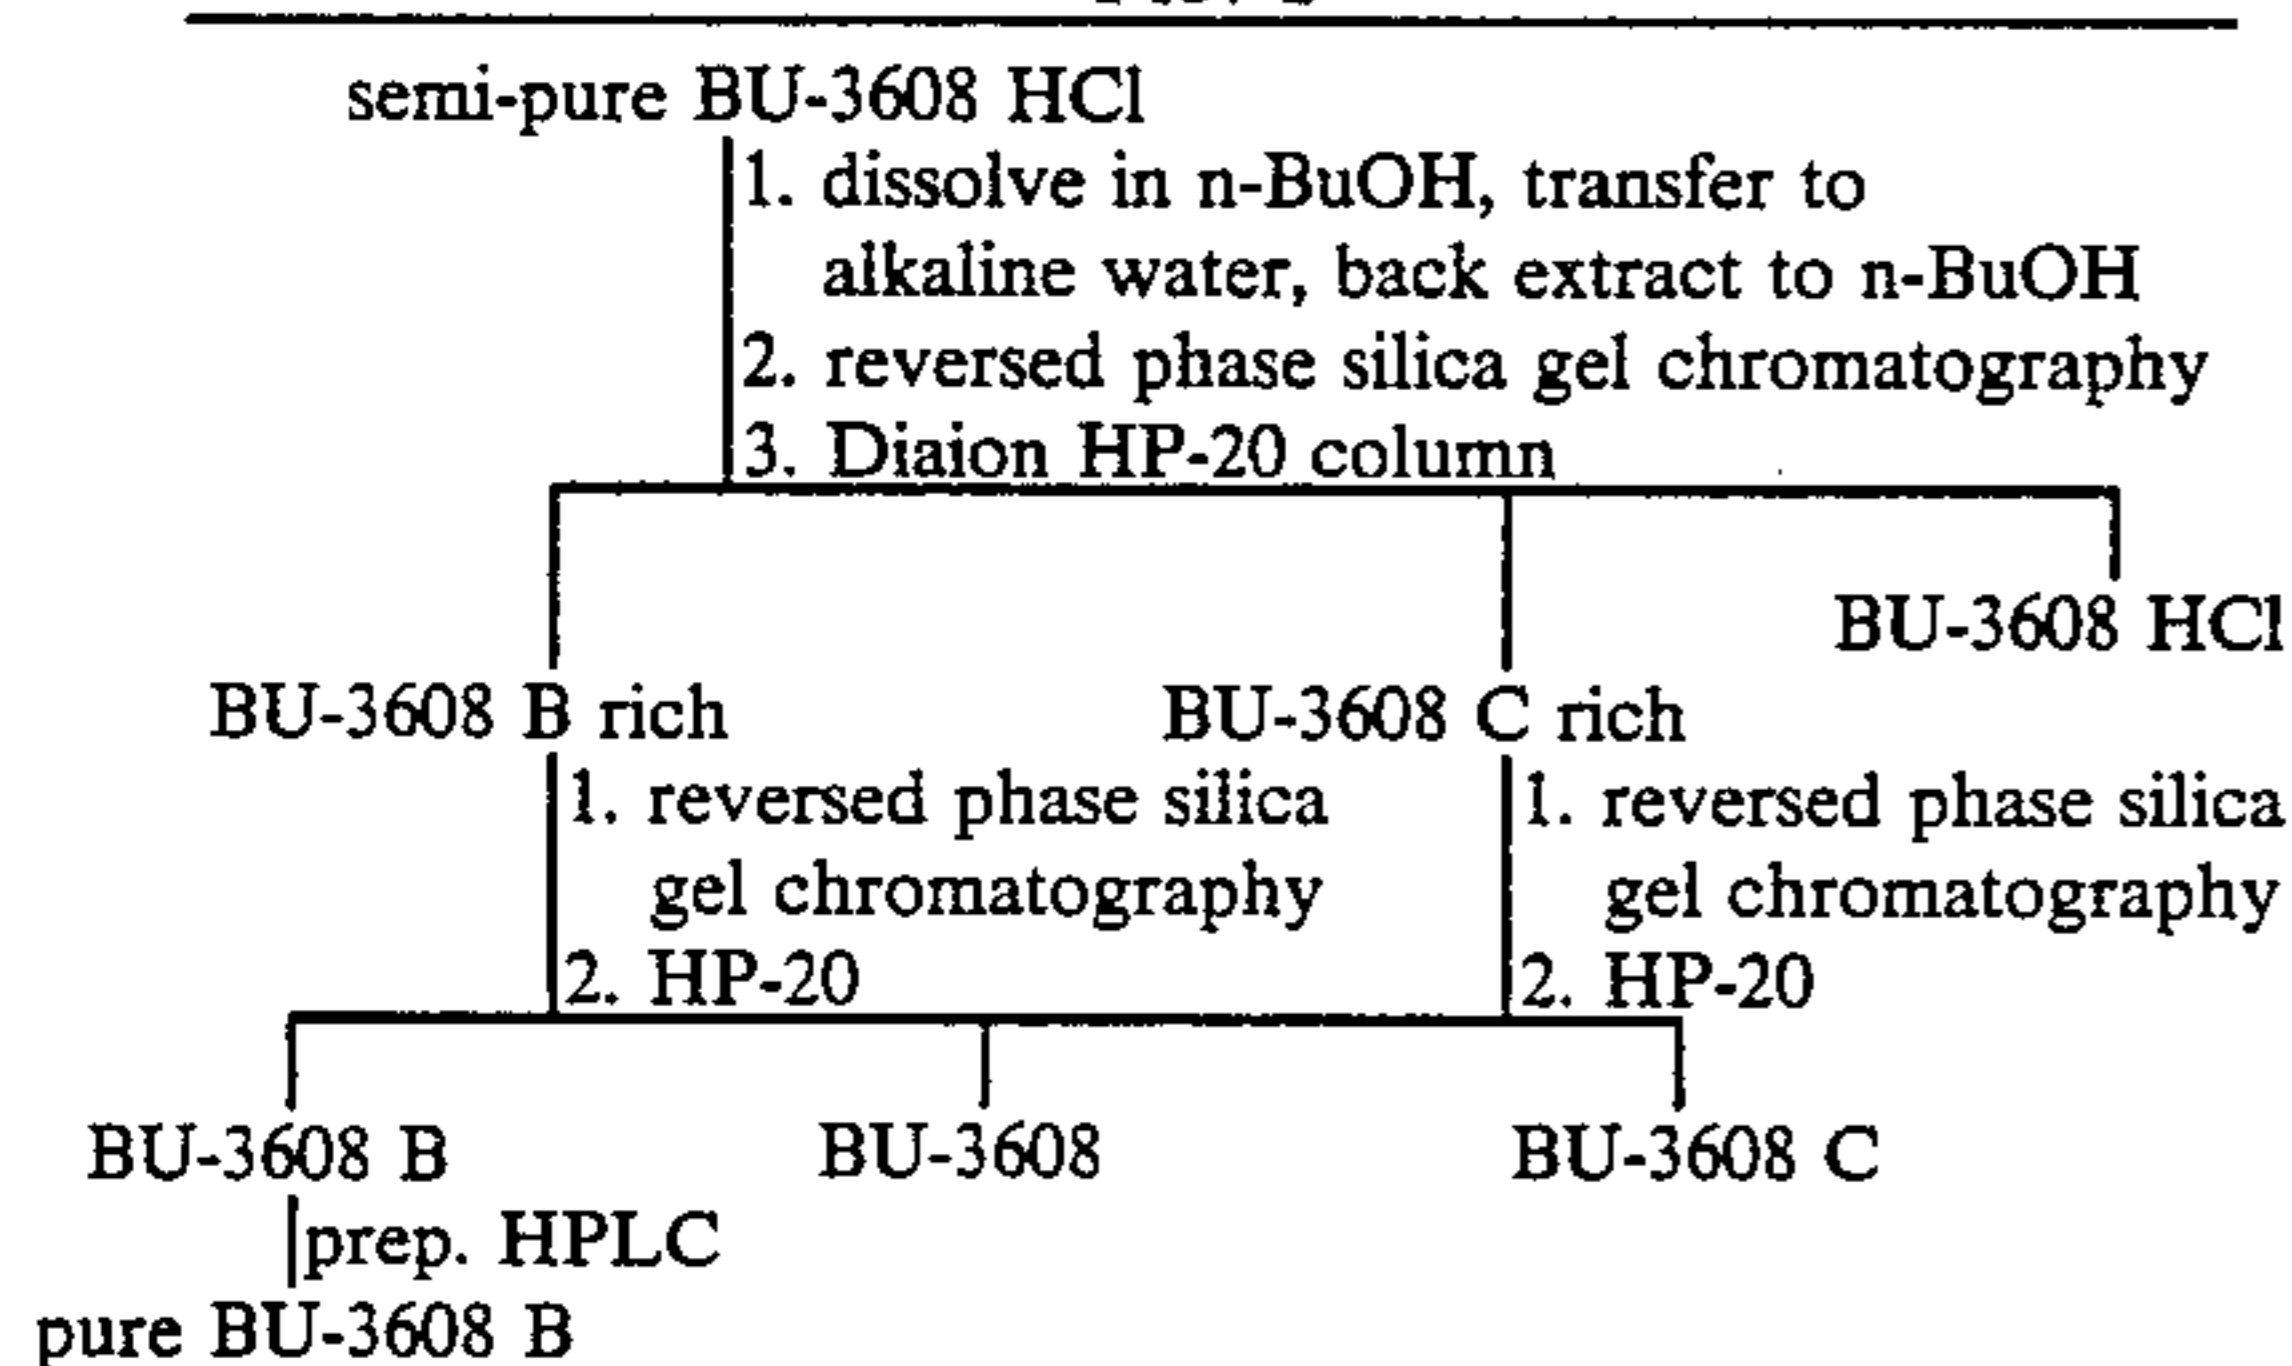 semi-pure BU-3608 HCl
1. dissolve in n-BuOH, transfer to
alkaline water, back extract to n-BuOH
2. reversed phase silica gel chromatography
3. Diaion HP-20 column
BU-3608 HCl
BU-3608 B rich
BU-3608 C rich
1. reversed phase silica
gel chromatography
2. HP-20
1. reversed phase silica
gel chromatography
2. HP-20
BU-3608 B
BU-3608
BU-3608 C
prep. HPLC
pure BU-3608 B